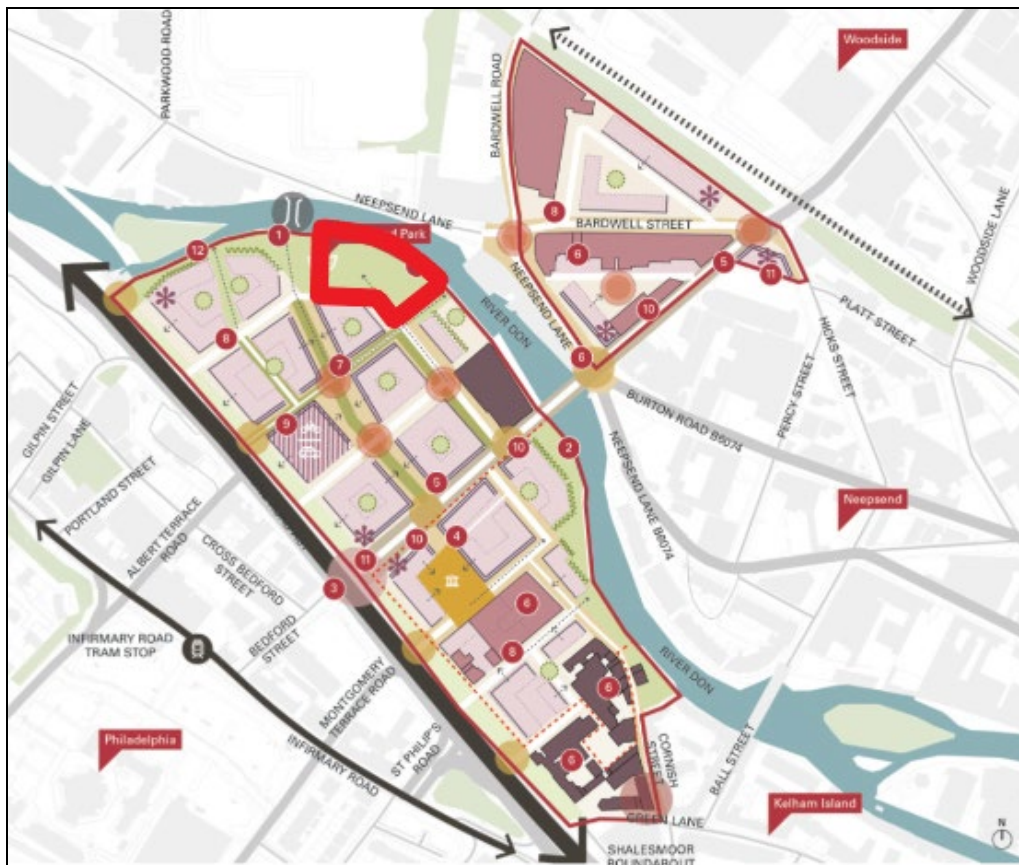 Woodside
PARKWOOD ROAD
BARDWELL ROAD
NEEPSEND LANE
1
Park
8
BARDWELL STREET
WOODSIDE LANE
12
6
5
11
NEEPSEND LANE
10
PLATT STREET
RIVER DON
HICKS STREET
8
7
6
PERCY STREET
GILPIN STREET
GILPIN LANE
BURTON ROAD B6074
9
10
2
NEEPSEND LANE B6074
PORTLAND STREET
5
Neepsend
ALBERT TERRACE
ROAD
CROSS BEDFORD
STREET
10
4
11
3
BEDFORD
STREET
6
INFIRMARY ROAD
TRAM STOP
MONTGOMERY
TERRACE ROAD
8
RIVER DON
6
ST PHILIP'S
ROAD
Philadelphia
INFIRMARY ROAD
6
CORNISH
STREET
BALL STREET
Kelham Island
GREEN LANE
N
SHALESMOOR
ROUNDABOUT